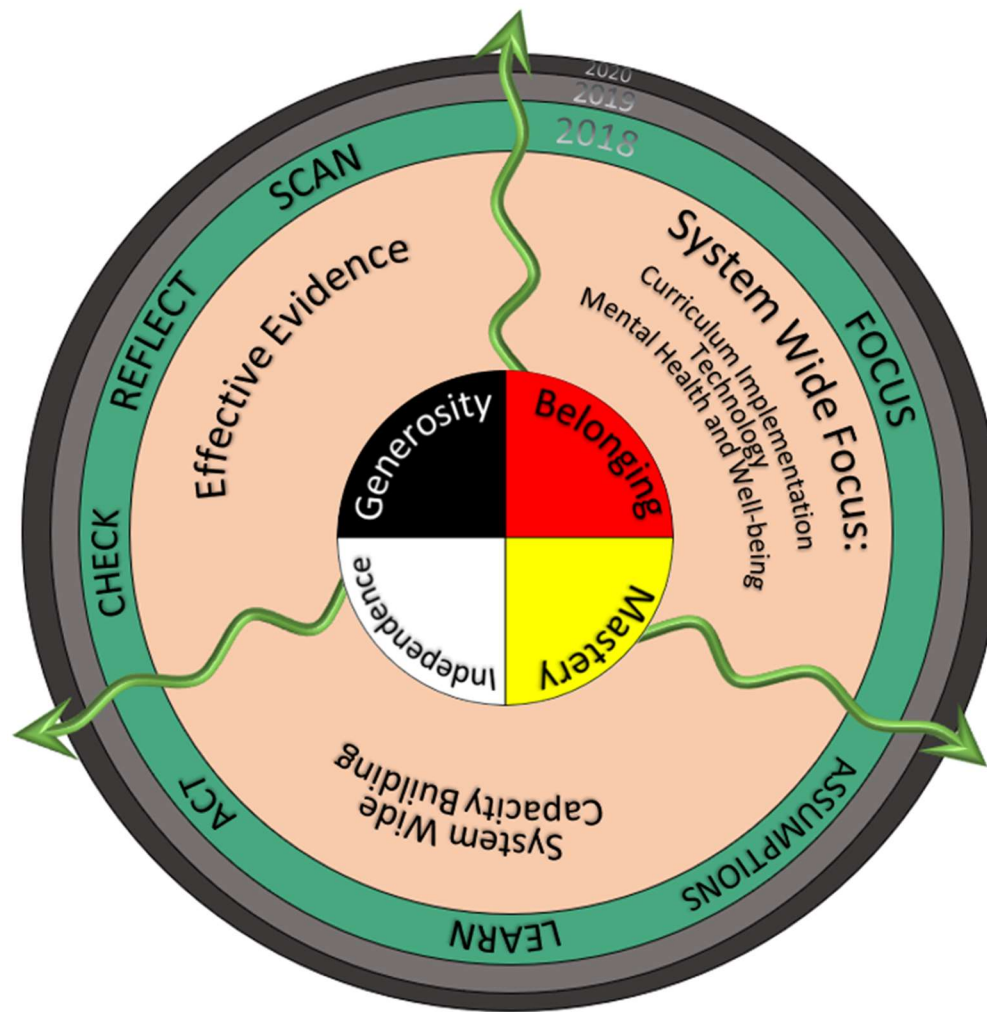 2020
2019
2018
SCAN
FOCUS
ASSUMPTIONS
LEARN
ACT
CHECK
REFLECT
System Wide Focus:
Curriculum Implementation
Technology
Mental Health and Well-being
System Wide
Capacity Building
Effective Evidence
Generosity
Belonging
Mastery
Independence